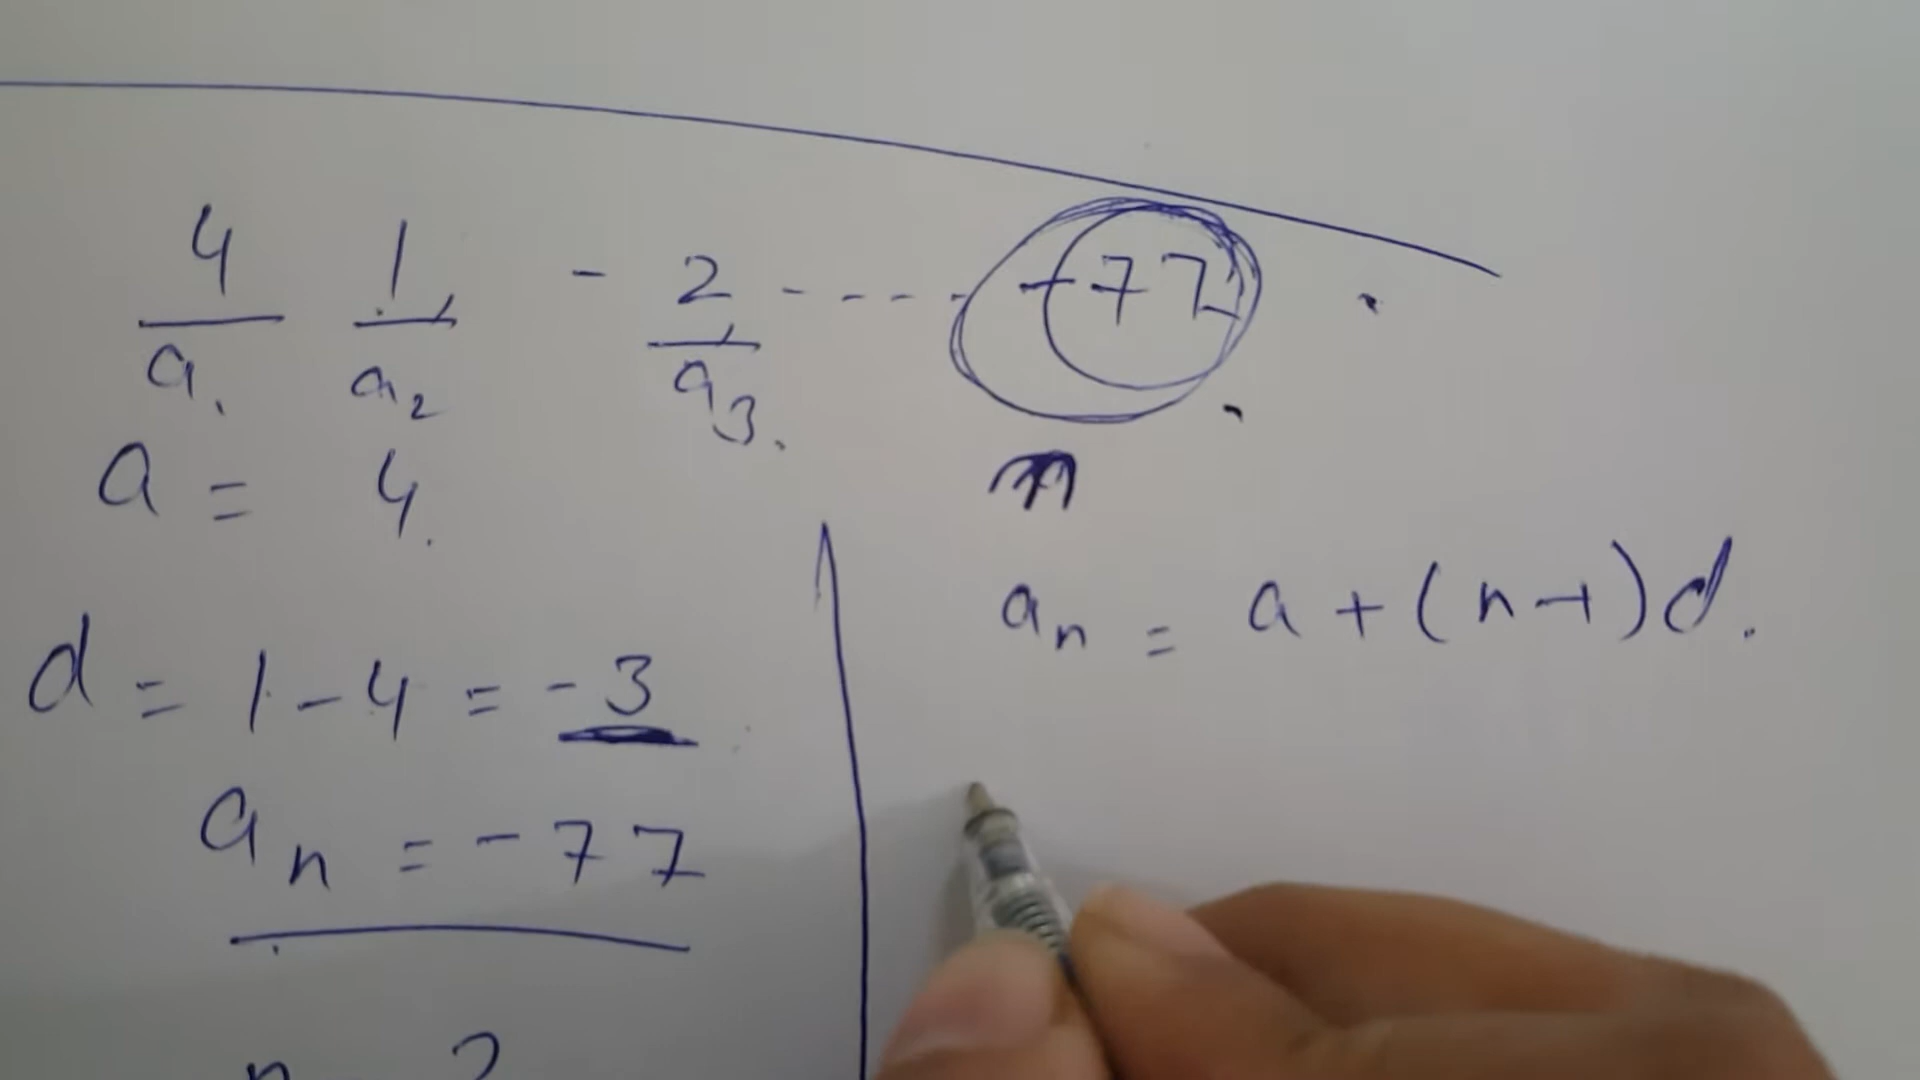 4 1 - 2 ---- -77
a1 a2 a3.
a = 4.
n
an = a + (n-1)d.
d = 1 - 4 = -3
an = -77
n = ?